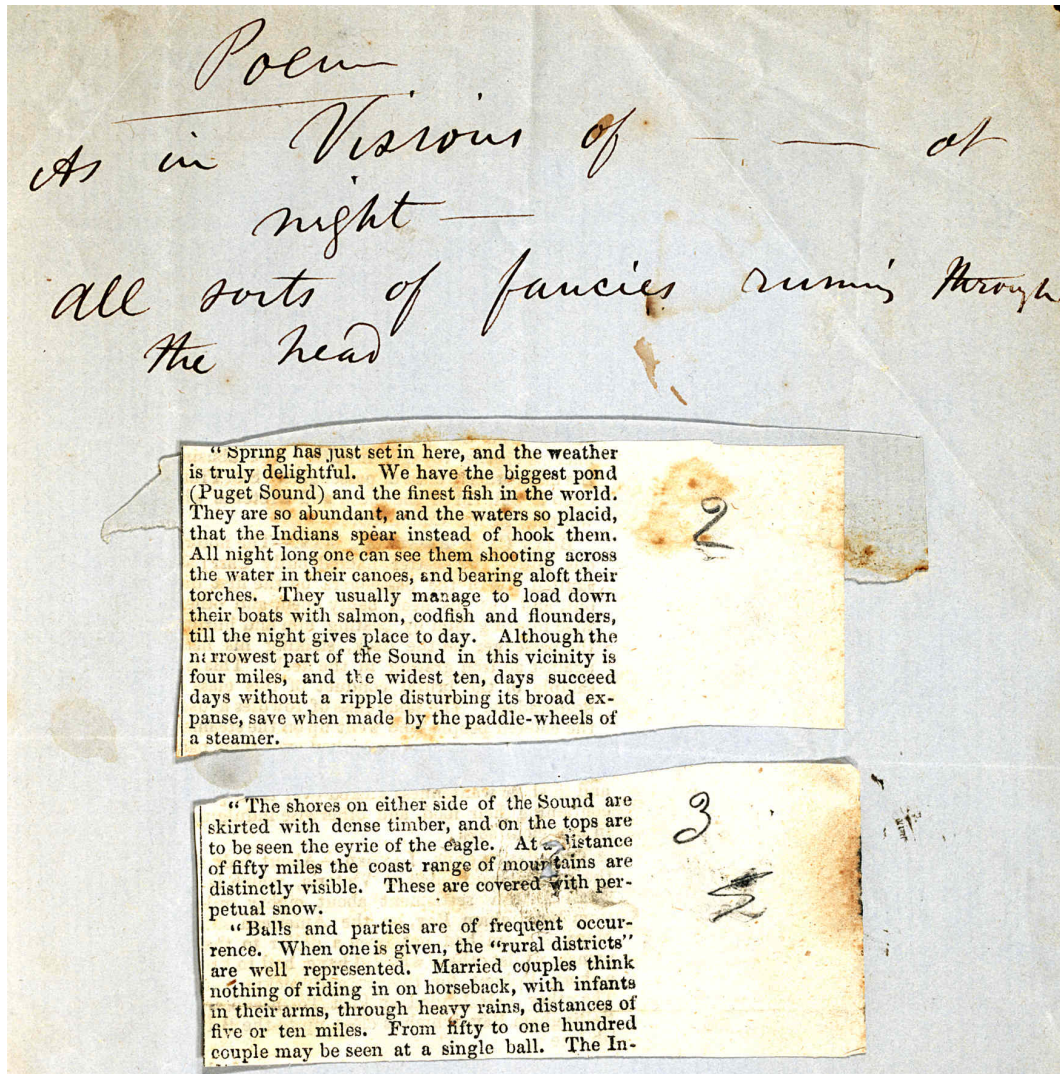 Poem
As in Visions of — — at
night —
All sorts of fancies runing through
the head
“Spring has just set in here, and the weather
is truly delightful. We have the biggest pond
(Puget Sound) and the finest fish in the world.
They are so abundant, and the waters so placid,
that the Indians spear instead of hook them.
All night long one can see them shooting across
the water in their canoes, and bearing aloft their
torches. They usually manage to load down
their boats with salmon, codfish and flounders,
till the night gives place to day. Although the
narrowest part of the Sound in this vicinity is
four miles, and the widest ten, days succeed
days without a ripple disturbing its broad ex-
panse, save when made by the paddle-wheels of
a steamer.
2
“The shores on either side of the Sound are
skirted with dense timber, and on the tops are
to be seen the eyrie of the eagle. At a distance
of fifty miles the coast range of mountains are
distinctly visible. These are covered with per-
petual snow.
“Balls and parties are of frequent occur-
rence. When one is given, the “rural districts”
are well represented. Married couples think
nothing of riding in on horseback, with infants
in their arms, through heavy rains, distances of
five or ten miles. From fifty to one hundred
couple may be seen at a single ball. The In-
3